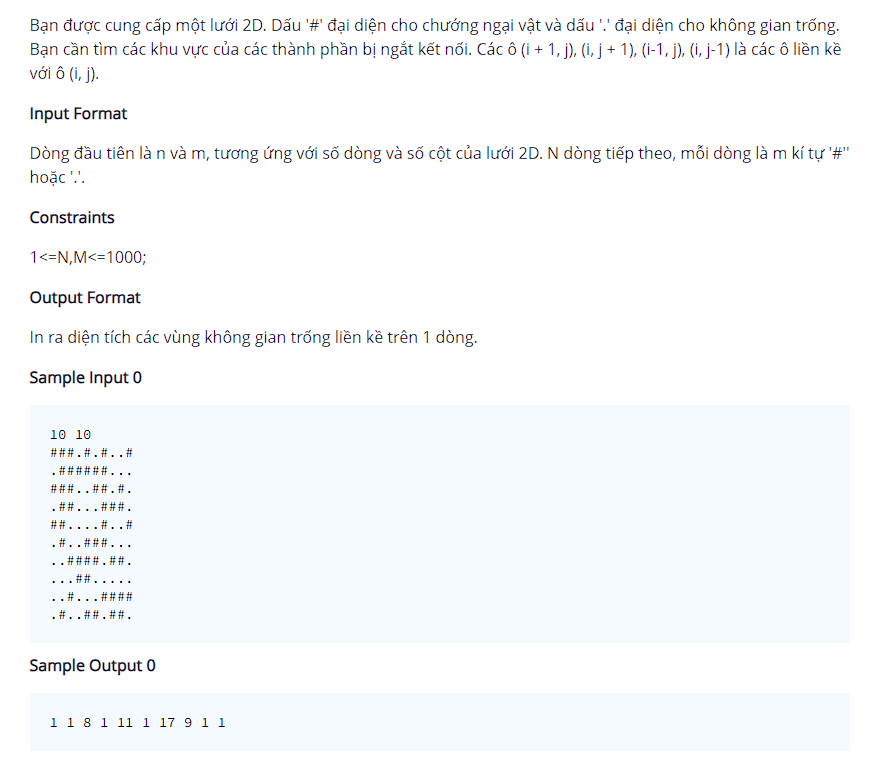 Bạn được cung cấp một lưới 2D. Dấu '#' đại diện cho chướng ngại vật và dấu '.' đại diện cho không gian trống.
Bạn cần tìm các khu vực của các thành phần bị ngắt kết nối. Các ô (i + 1, j), (i, j + 1), (i-1, j), (i, j-1) là các ô liền kề
với ô (i, j).
Input Format
Dòng đầu tiên là n và m, tương ứng với số dòng và số cột của lưới 2D. N dòng tiếp theo, mỗi dòng là m kí tự '#''
hoặc '.'.
Constraints
1<=N,M<=1000;
Output Format
In ra diện tích các vùng không gian trống liền kề trên 1 dòng.
Sample Input 0
10 10
###.#.#..#
.######...
###..##.#.
.##...###.
##....#..#
.#..###...
..####.##.
...##.....
..#...####
.#..##.##.
Sample Output 0
1 1 8 1 11 1 17 9 1 1